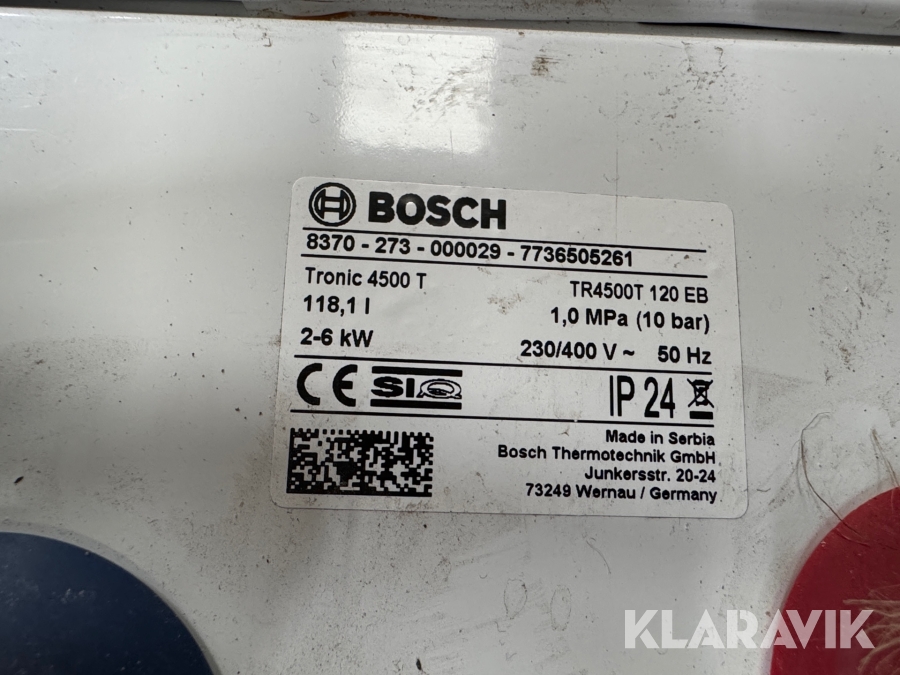 BOSCH
8370 - 273 - 000029 - 7736505261
Tronic 4500 T
TR4500T 120 EB
118,1 l
1,0 MPa (10 bar)
2-6 kW
230/400 V ~ 50 Hz
CE SIQ IP 24
Made in Serbia
Bosch Thermotechnik GmbH
Junkersstr. 20-24
73249 Wernau / Germany
KLARAVIK